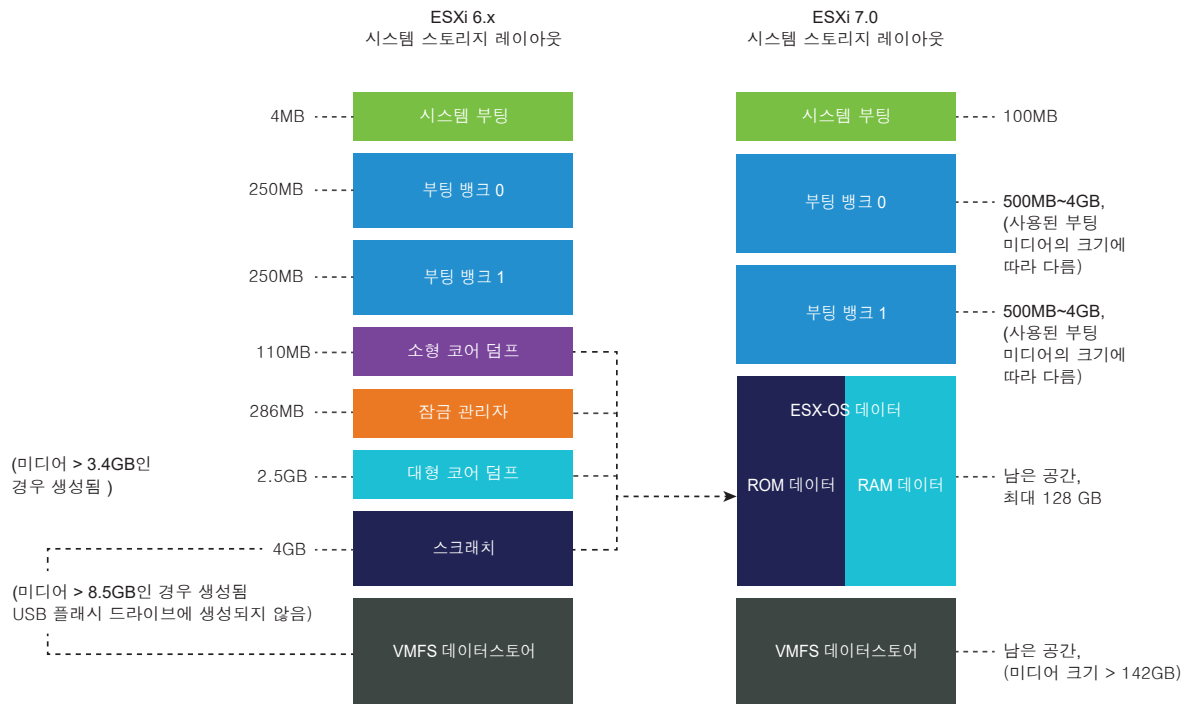 ESXi 6.x
시스템 스토리지 레이아웃
4MB
시스템 부팅
250MB
부팅 뱅크 0
250MB
부팅 뱅크 1
110MB
소형 코어 덤프
286MB
잠금 관리자
(미디어 > 3.4GB인
경우 생성됨 )
2.5GB
대형 코어 덤프
4GB
스크래치
(미디어 > 8.5GB인 경우 생성됨
USB 플래시 드라이브에 생성되지 않음)
VMFS 데이터스토어
ESXi 7.0
시스템 스토리지 레이아웃
시스템 부팅
100MB
부팅 뱅크 0
500MB~4GB,
(사용된 부팅
미디어의 크기에
따라 다름)
부팅 뱅크 1
500MB~4GB,
(사용된 부팅
미디어의 크기에
따라 다름)
ESX-OS 데이터
ROM 데이터
RAM 데이터
남은 공간,
최대 128 GB
VMFS 데이터스토어
남은 공간,
(미디어 크기 > 142GB)